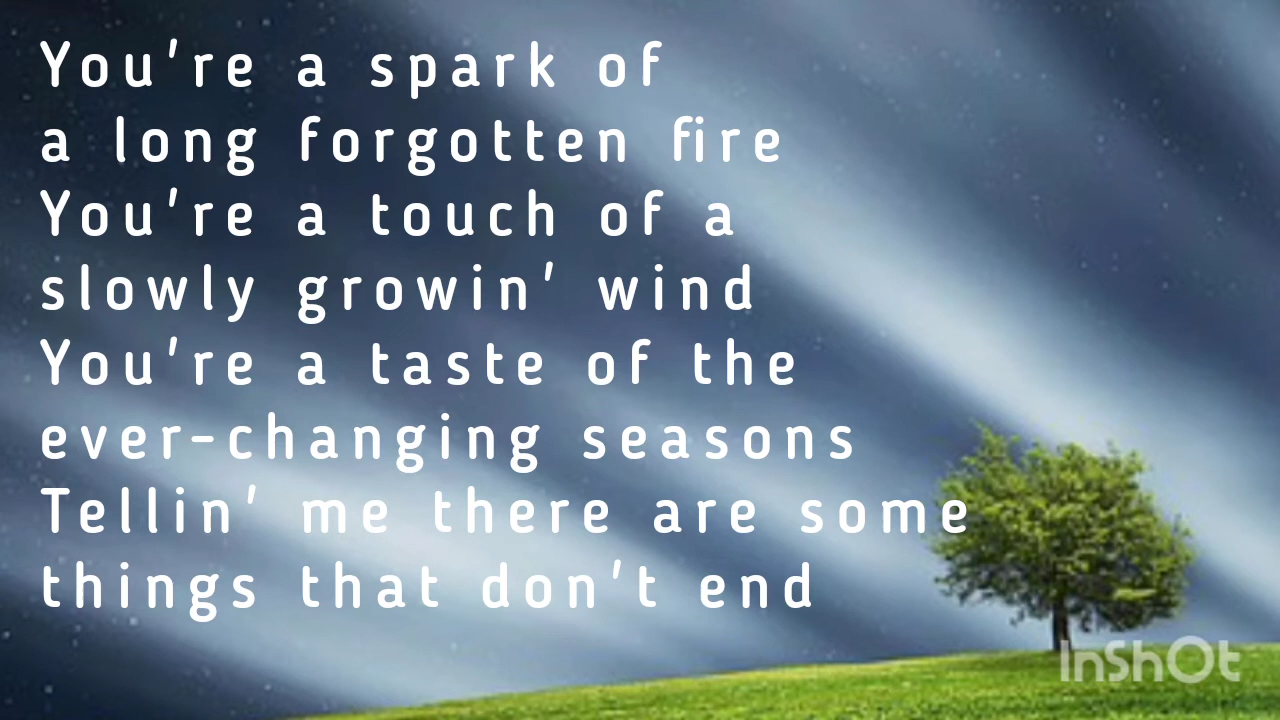 You're a spark of
a long forgotten fire
You're a touch of a
slowly growin' wind
You're a taste of the
ever-changing seasons
Tellin' me there are some
things that don't end
InShOt